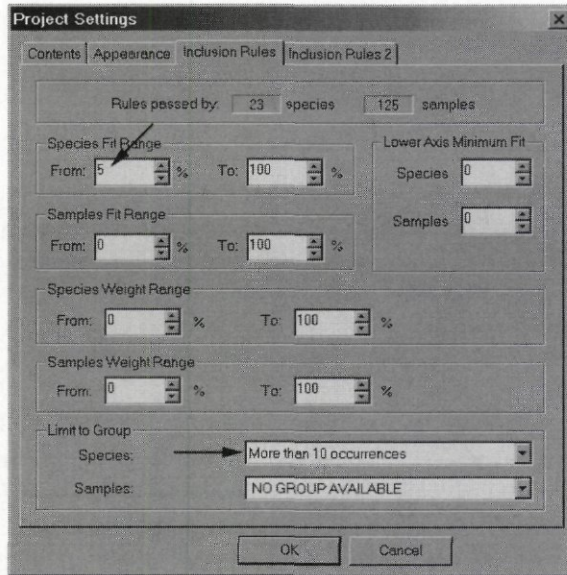 Project Settings
Contents Appearance Inclusion Rules Inclusion Rules 2
Rules passed by: 23 species 125 samples
Species Fit Range
From: 5 % To: 100 %
Lower Axis Minimum Fit
Species 0
Samples 0
Samples Fit Range
From: 0 % To: 100 %
Species Weight Range
From: 0 % To: 100 %
Samples Weight Range
From: 0 % To: 100 %
Limit to Group
Species: More than 10 occurrences
Samples: NO GROUP AVAILABLE
OK Cancel